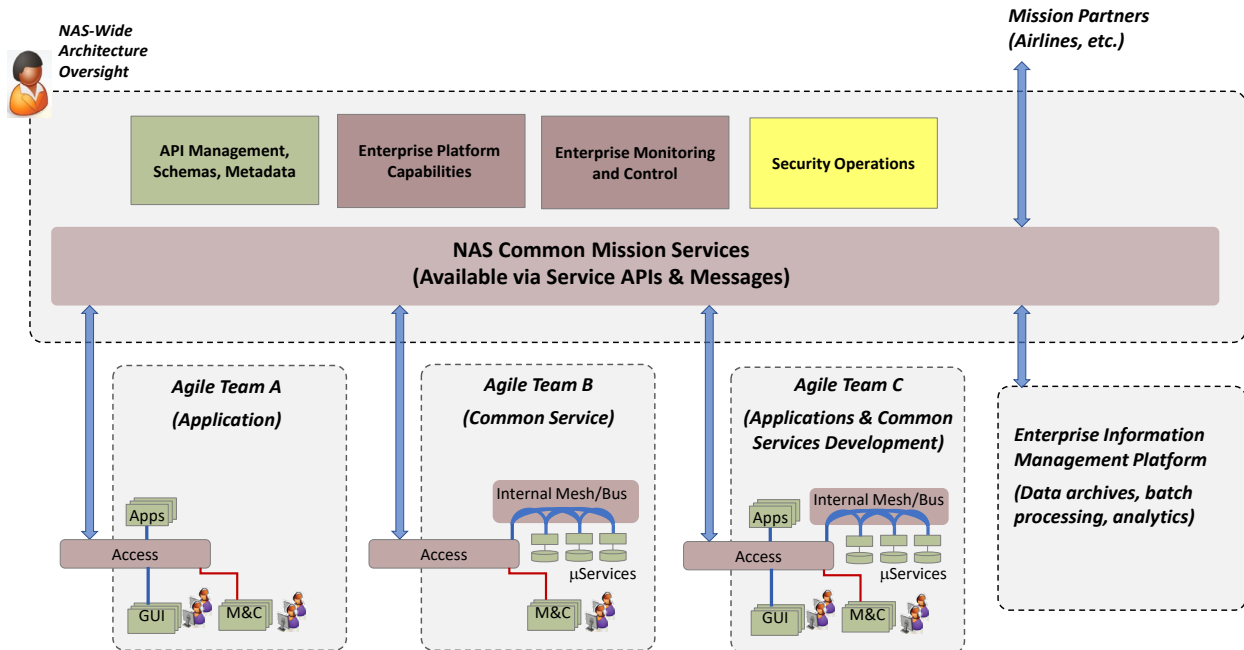 NAS-Wide
Architecture
Oversight
Mission Partners
(Airlines, etc.)
API Management,
Schemas, Metadata
Enterprise Platform
Capabilities
Enterprise Monitoring
and Control
Security Operations
NAS Common Mission Services
(Available via Service APIs & Messages)
Agile Team A
(Application)
Apps
Access
GUI
M&C
Agile Team B
(Common Service)
Internal Mesh/Bus
Access
μServices
M&C
Agile Team C
(Applications & Common
Services Development)
Apps
Internal Mesh/Bus
Access
μServices
GUI
M&C
Enterprise Information
Management Platform
(Data archives, batch
processing, analytics)